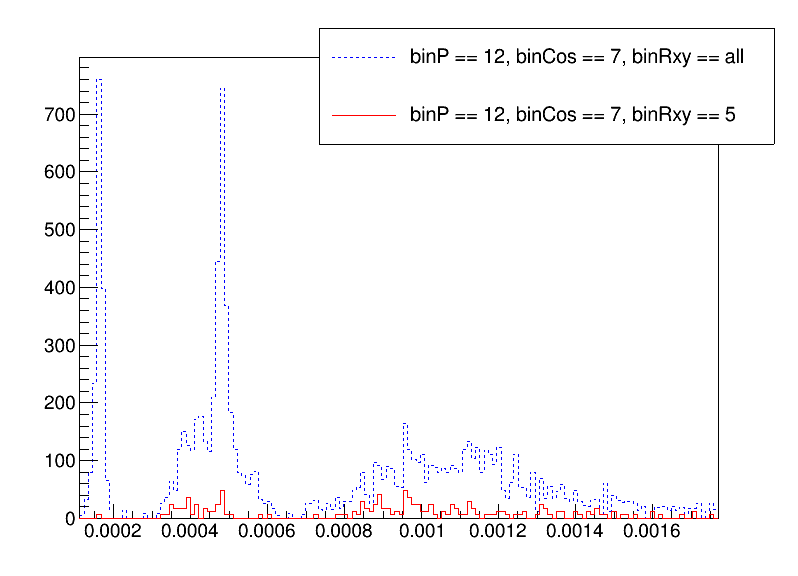 binP == 12, binCos == 7, binRxy == all
binP == 12, binCos == 7, binRxy == 5
700
600
500
400
300
200
100
0
0.0002 0.0004 0.0006 0.0008 0.001 0.0012 0.0014 0.0016